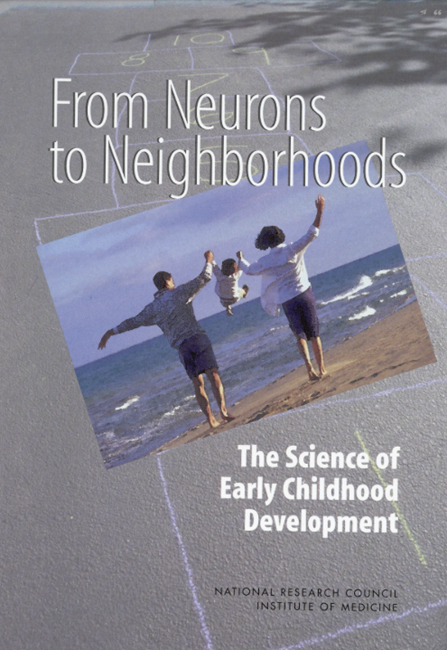 From Neurons
to Neighborhoods
The Science of
Early Childhood
Development
NATIONAL RESEARCH COUNCIL
INSTITUTE OF MEDICINE